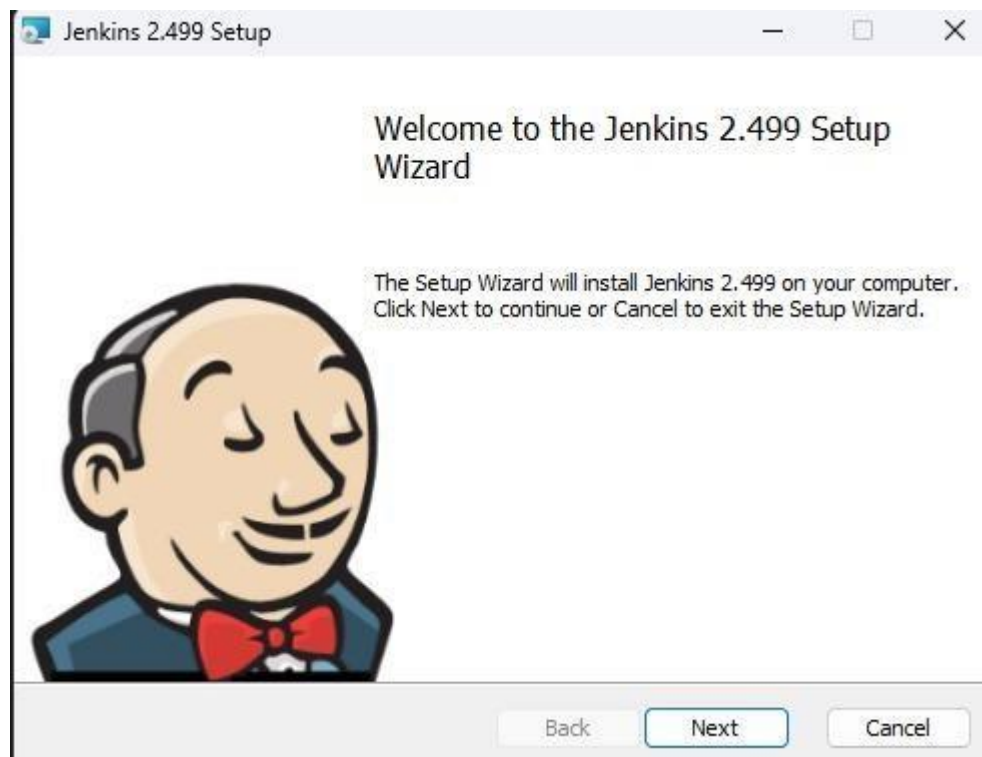 Jenkins 2.499 Setup
Welcome to the Jenkins 2.499 Setup
Wizard
The Setup Wizard will install Jenkins 2.499 on your computer.
Click Next to continue or Cancel to exit the Setup Wizard.
Back
Next
Cancel